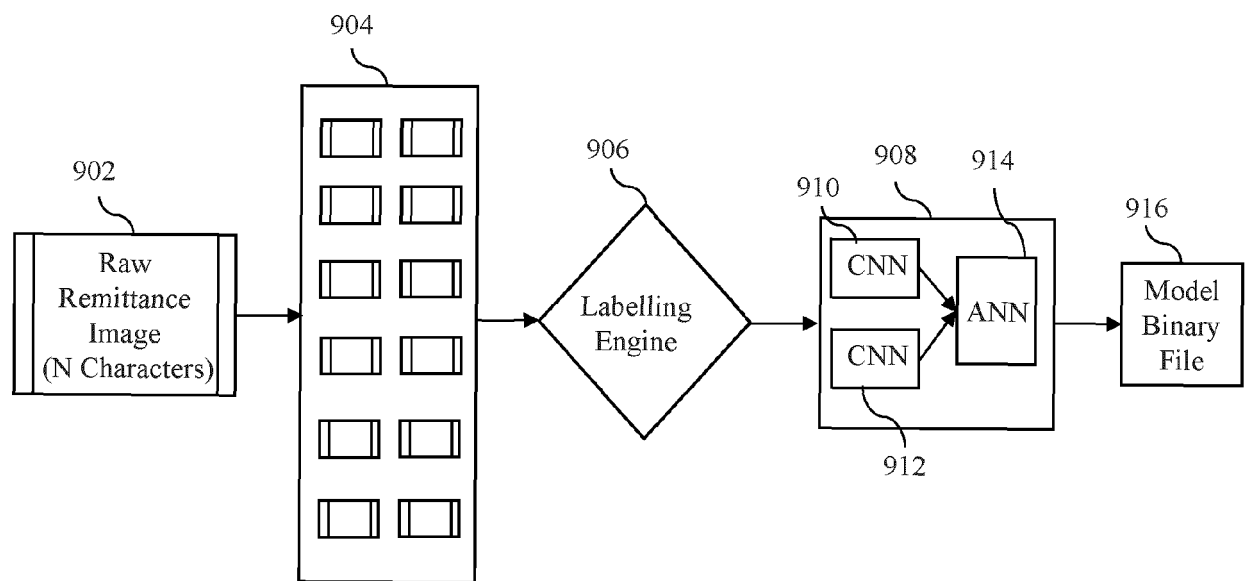 904
906
908
914
902
910
916
Raw
Remittance
Image
(N Characters)
Labelling
Engine
CNN
ANN
CNN
Model
Binary
File
912